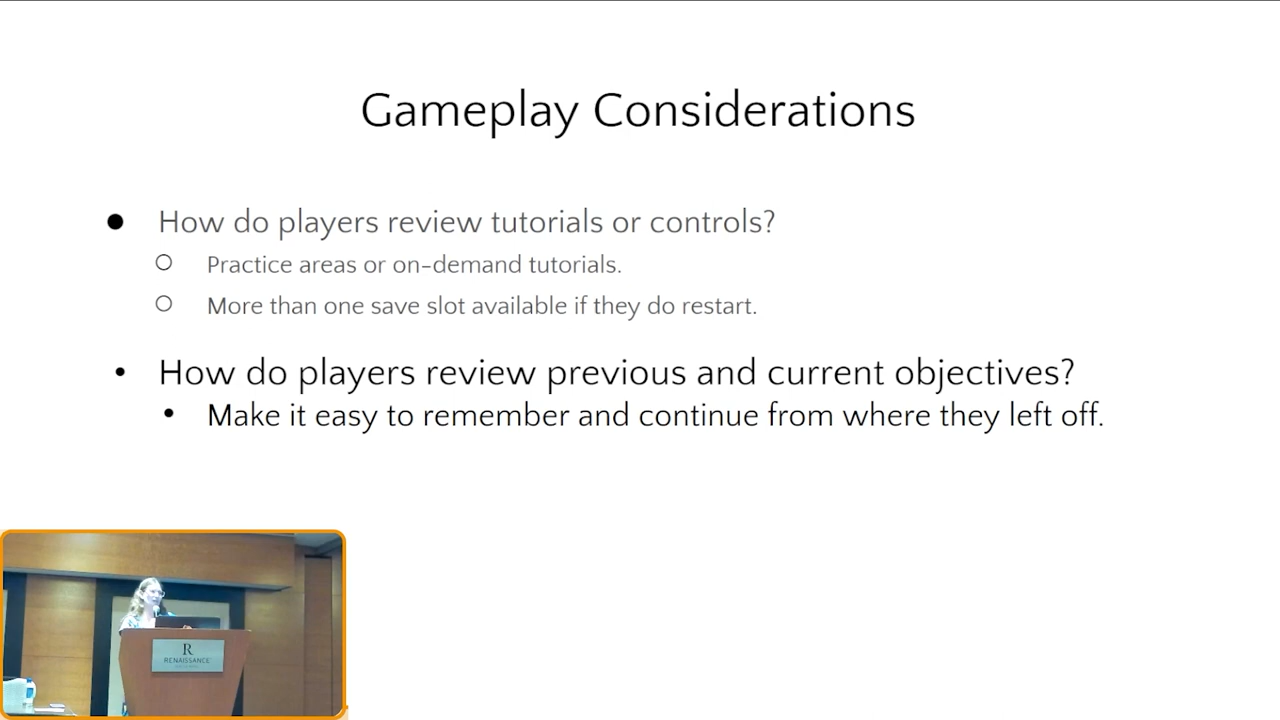 Gameplay Considerations
● How do players review tutorials or controls?
○ Practice areas or on-demand tutorials.
○ More than one save slot available if they do restart.
• How do players review previous and current objectives?
• Make it easy to remember and continue from where they left off.
R
RENAISSANCE